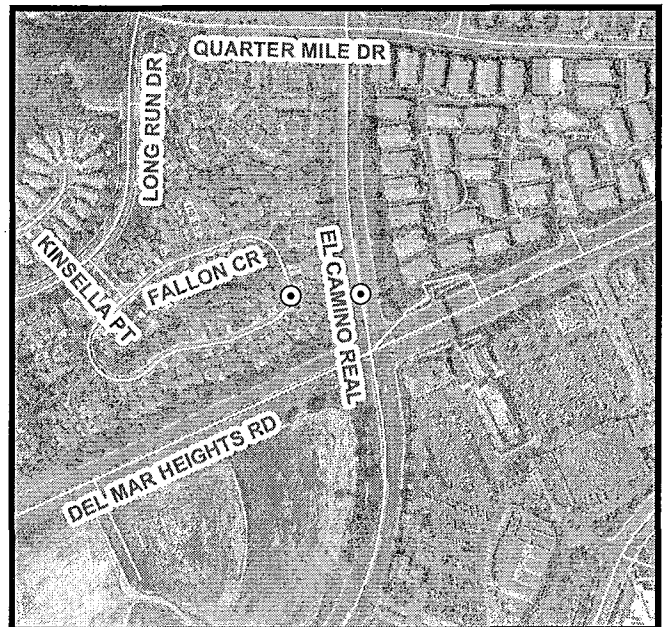 QUARTER MILE DR
LONG RUN DR
KINSELLA PT
FALLON CR
EL CAMINO REAL
DEL MAR HEIGHTS RD